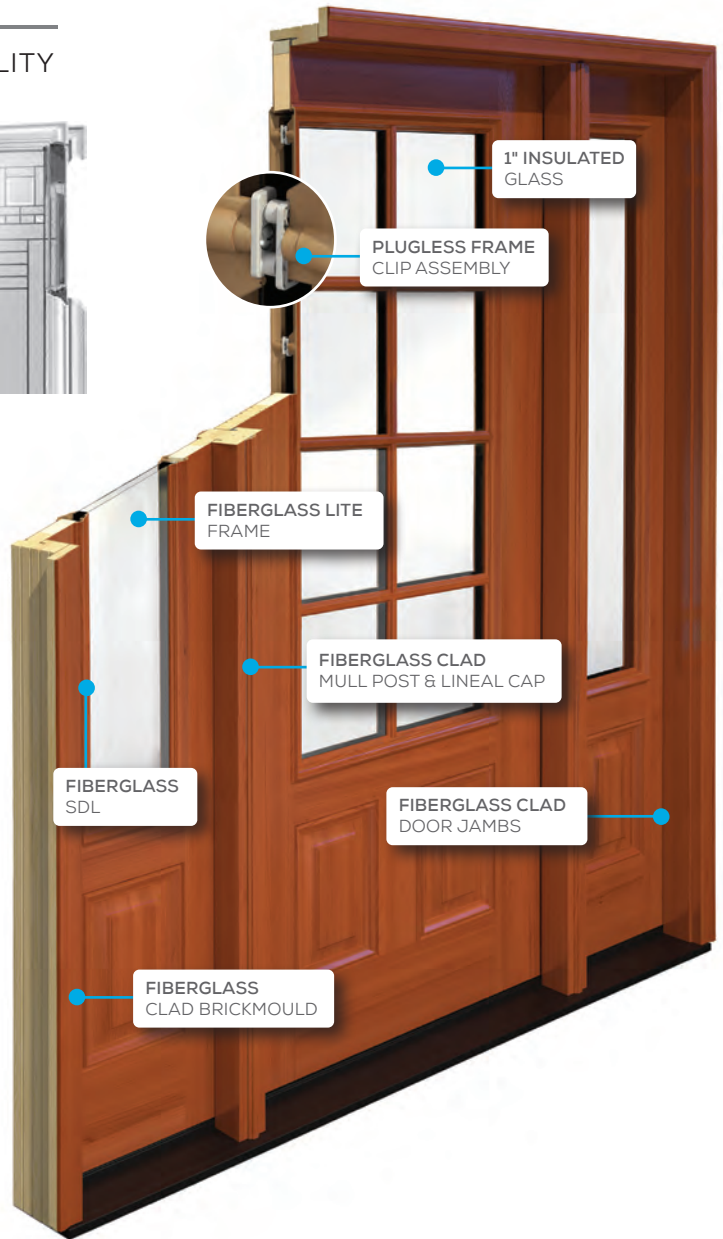 1" INSULATED
GLASS
PLUGLESS FRAME
CLIP ASSEMBLY
FIBERGLASS LITE
FRAME
FIBERGLASS CLAD
MULL POST & LINEAL CAP
FIBERGLASS
SDL
FIBERGLASS CLAD
DOOR JAMBS
FIBERGLASS
CLAD BRICKMOULD